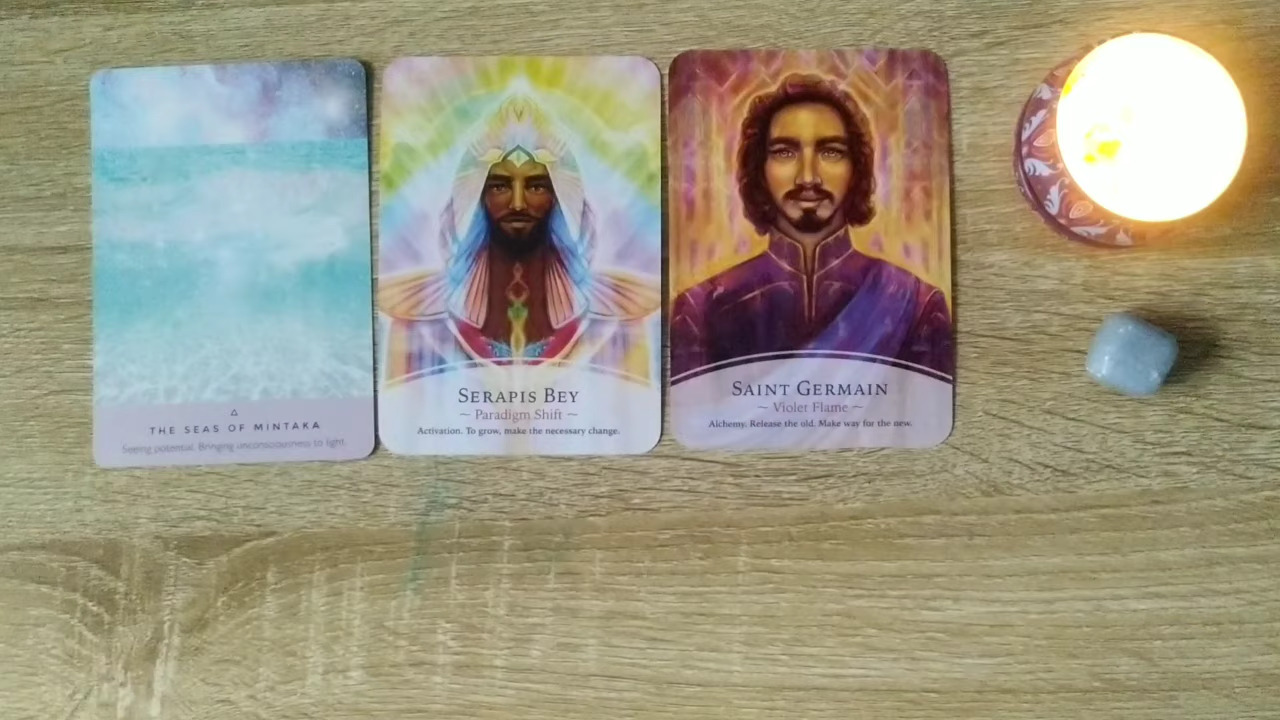 THE SEAS OF MINTAKA
Seeing potential. Bringing unconsciousness to light.
SERAPIS BEY
~ Paradigm Shift ~
Activation. To grow, make the necessary change.
SAINT GERMAIN
~ Violet Flame ~
Alchemy. Release the old. Make way for the new.